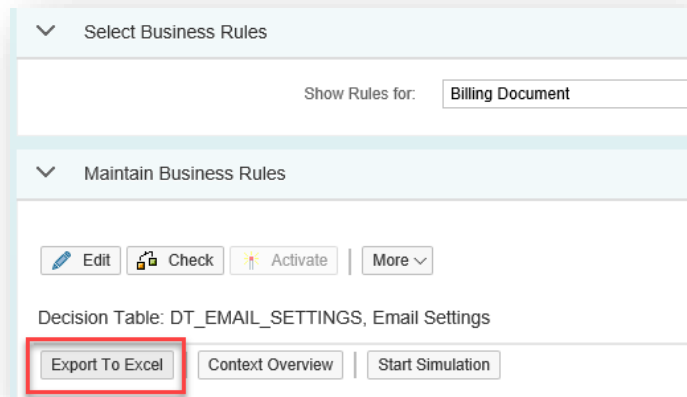 Select Business Rules
Show Rules for: Billing Document
Maintain Business Rules
Edit Check Activate More
Decision Table: DT_EMAIL_SETTINGS, Email Settings
Export To Excel Context Overview Start Simulation